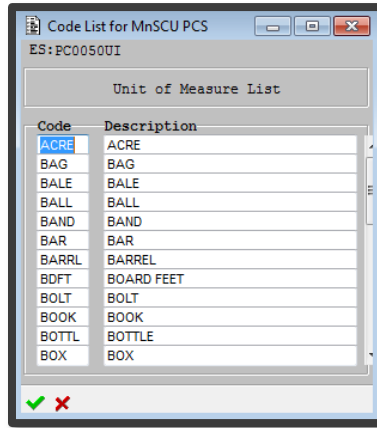 Code List for MnSCU PCS
ES:PC0050UI
Unit of Measure List
Code Description
ACRE ACRE
BAG BAG
BALE BALE
BALL BALL
BAND BAND
BAR BAR
BARRL BARREL
BDFT BOARD FEET
BOLT BOLT
BOOK BOOK
BOTTL BOTTLE
BOX BOX